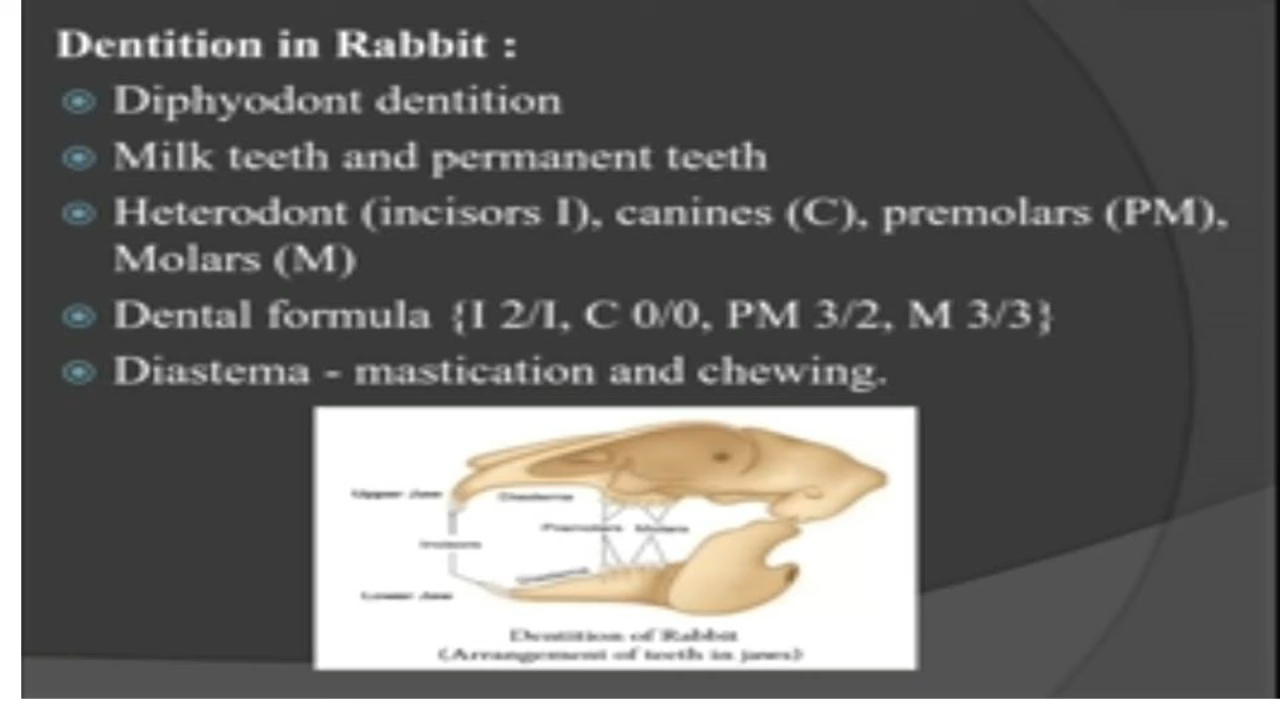 Dentition in Rabbit :
Diphyodont dentition
Milk teeth and permanent teeth
Heterodont (incisors I), canines (C), premolars (PM),
Molars (M)
Dental formula {I 2/I, C 0/0, PM 3/2, M 3/3}
Diastema - mastication and chewing.
Upper Jaw
Diastema
Premolars Molars
Incisors
Diastema
Lower Jaw
Dentition of Rabbit
(Arrangement of teeth in jaws)